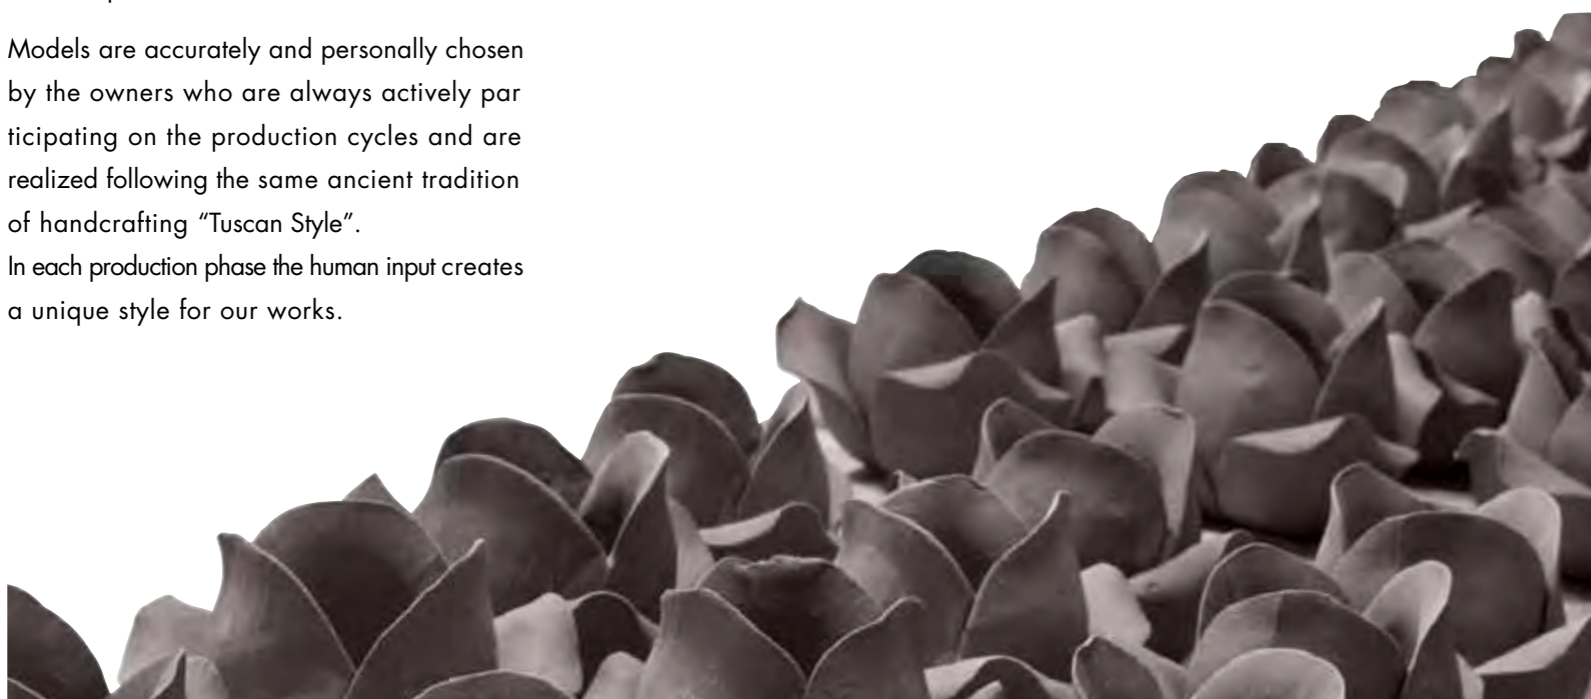 Models are accurately and personally chosen
by the owners who are always actively par
ticipating on the production cycles and are
realized following the same ancient tradition
of handcrafting “Tuscan Style”.
In each production phase the human input creates
a unique style for our works.